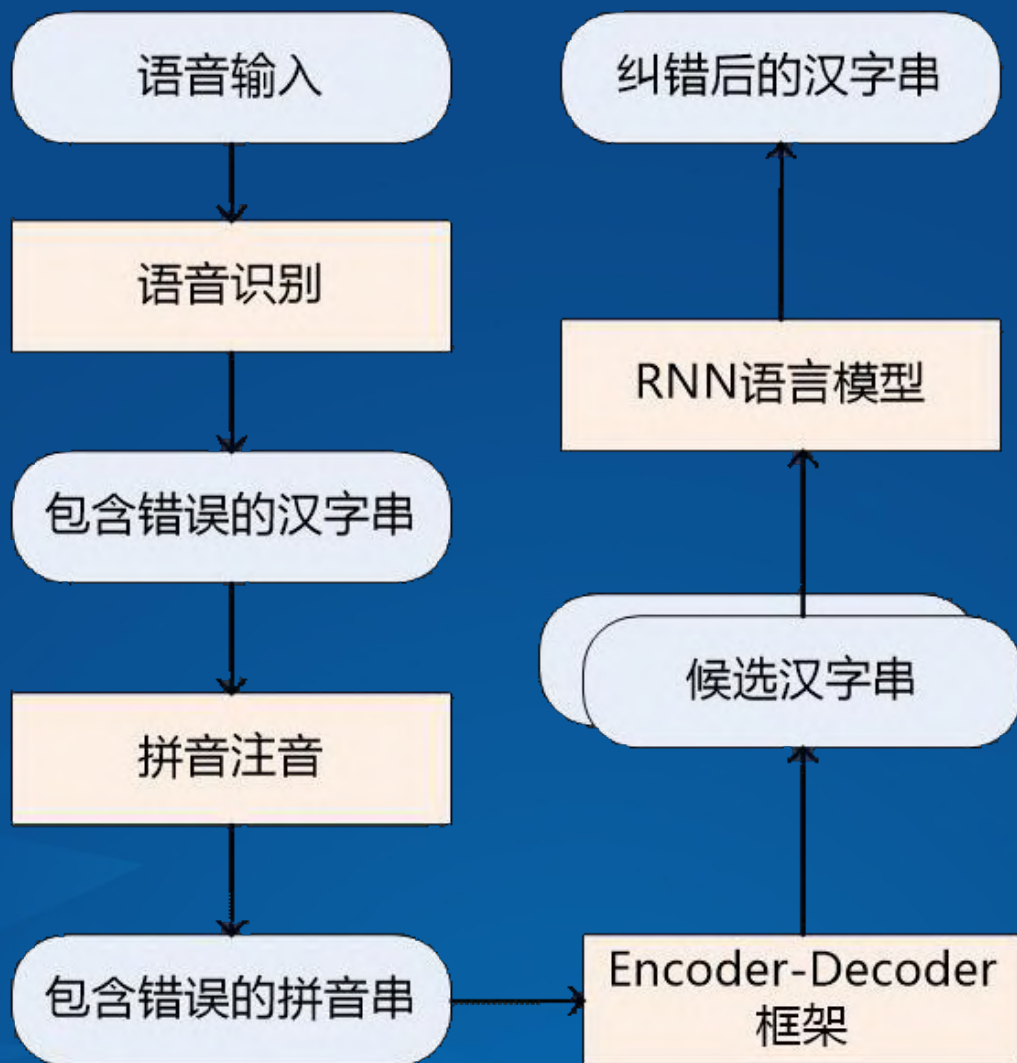 语音输入
语音识别
包含错误的汉字串
拼音注音
包含错误的拼音串
Encoder-Decoder
框架
候选汉字串
RNN语言模型
纠错后的汉字串